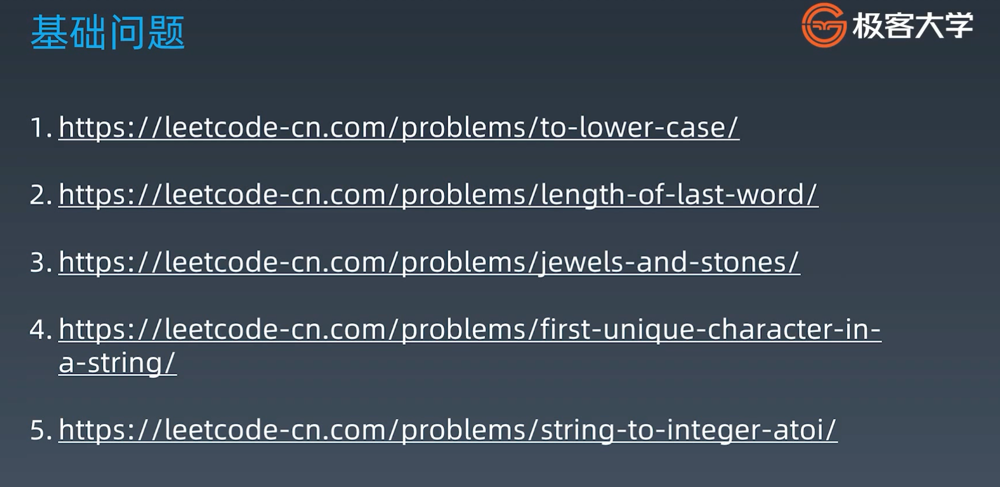 基础问题
极客大学
1. https://leetcode-cn.com/problems/to-lower-case/
2. https://leetcode-cn.com/problems/length-of-last-word/
3. https://leetcode-cn.com/problems/jewels-and-stones/
4. https://leetcode-cn.com/problems/first-unique-character-in-
a-string/
5. https://leetcode-cn.com/problems/string-to-integer-atoi/